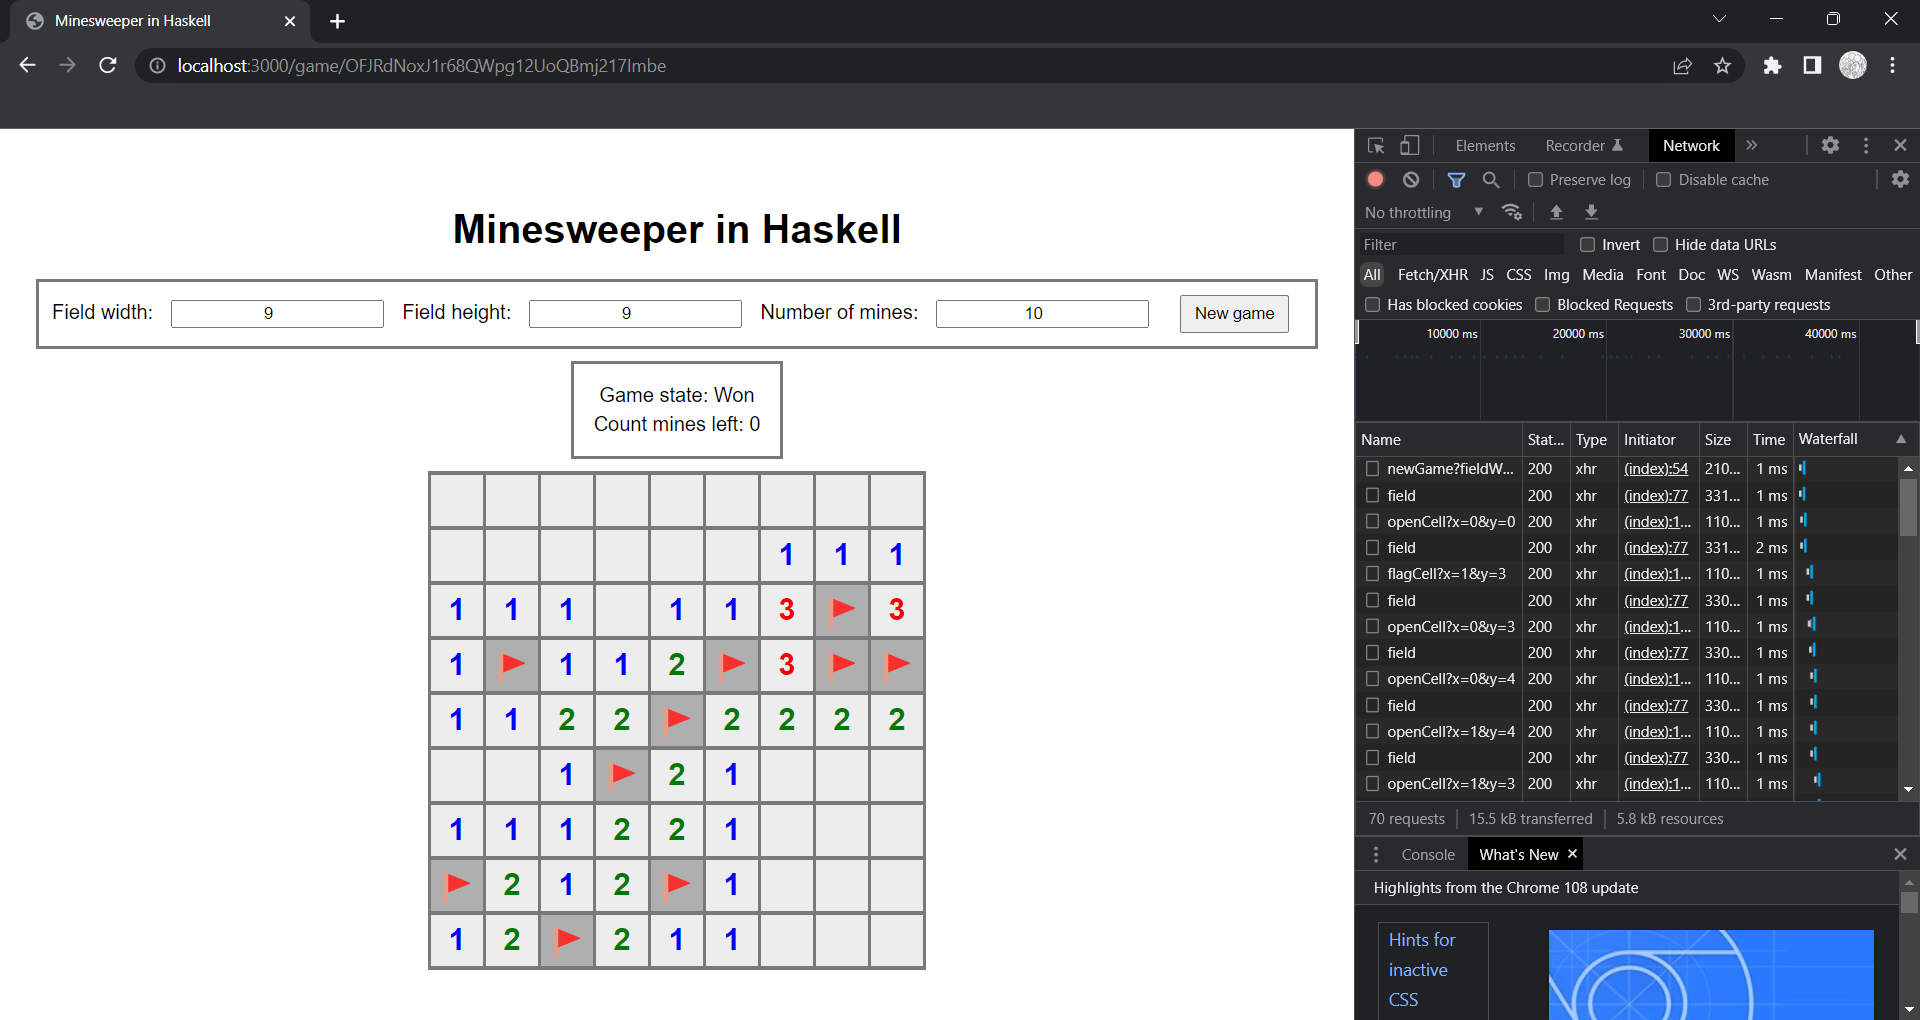 Minesweeper in Haskell
localhost:3000/game/OFJRdNoxJ1r68QWpg12UoQBmj217Imbe
Minesweeper in Haskell
Field width: 9 Field height: 9 Number of mines: 10 New game
Game state: Won
Count mines left: 0
1 1 1
1 1 1 1 1 3 3
1 1 1 2 3
1 1 2 2 2 2 2 2
1 2 1
1 1 1 2 2 1
2 1 2 1
1 2 2 1 1
Elements Recorder Network
Preserve log Disable cache
No throttling
Filter Invert Hide data URLs
All Fetch/XHR JS CSS Img Media Font Doc WS Wasm Manifest Other
Has blocked cookies Blocked Requests 3rd-party requests
10000 ms 20000 ms 30000 ms 40000 ms
Name Stat... Type Initiator Size Time Waterfall
newGame?fieldW... 200 xhr (index):54 210... 1 ms
field 200 xhr (index):77 331... 1 ms
openCell?x=0&y=0 200 xhr (index):1... 110... 1 ms
field 200 xhr (index):77 331... 2 ms
flagCell?x=1&y=3 200 xhr (index):1... 110... 1 ms
field 200 xhr (index):77 330... 1 ms
openCell?x=0&y=3 200 xhr (index):1... 110... 1 ms
field 200 xhr (index):77 330... 1 ms
openCell?x=0&y=4 200 xhr (index):1... 110... 1 ms
field 200 xhr (index):77 330... 1 ms
openCell?x=1&y=4 200 xhr (index):1... 110... 1 ms
field 200 xhr (index):77 330... 1 ms
openCell?x=1&y=3 200 xhr (index):1... 110... 1 ms
70 requests 15.5 kB transferred 5.8 kB resources
Console What's New
Highlights from the Chrome 108 update
Hints for
inactive
CSS